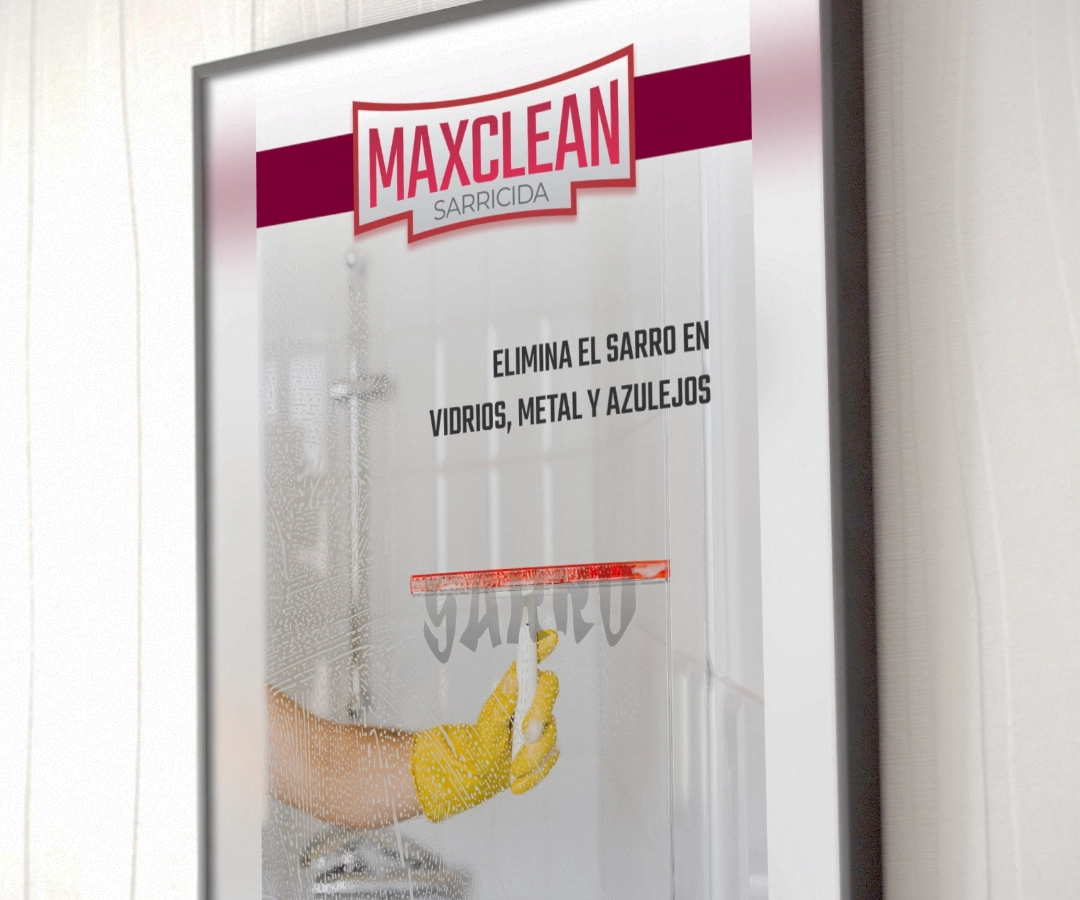 MAXCLEAN
SARRICIDA
ELIMINA EL SARRO EN
VIDRIOS, METAL Y AZULEJOS
SARRO